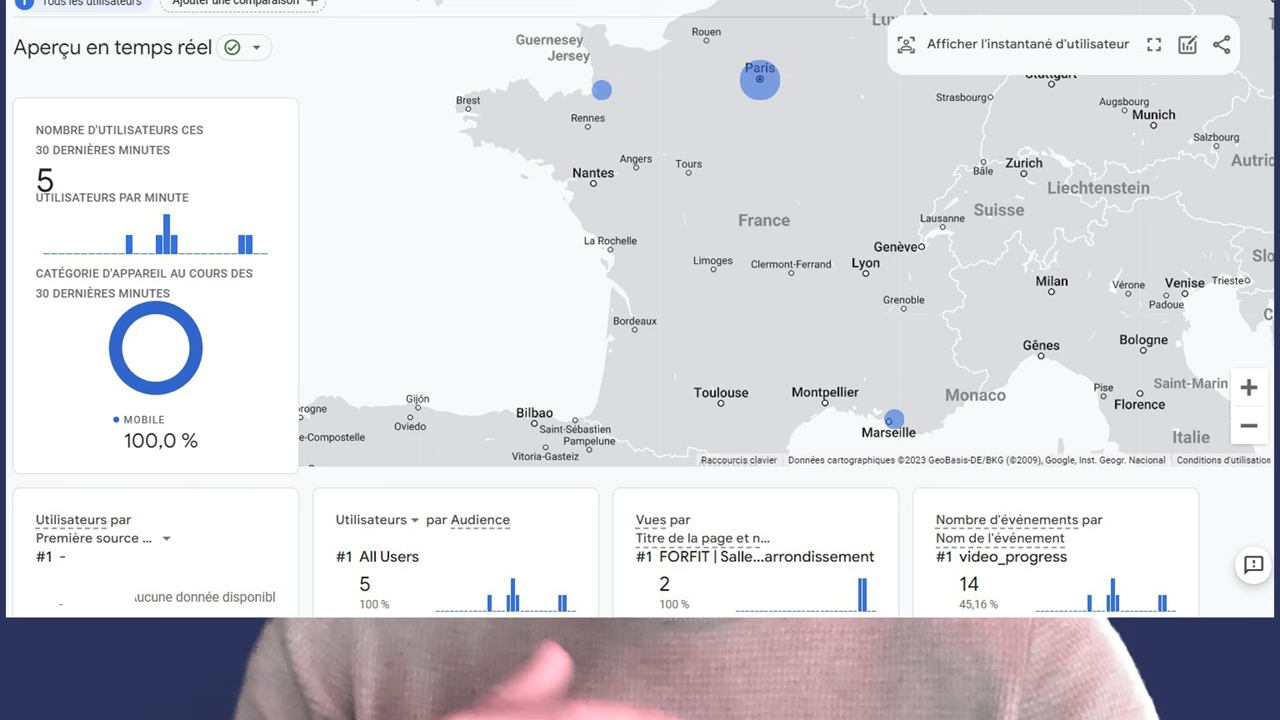 Tous les utilisateurs
Ajouter une comparaison
Aperçu en temps réel
Afficher l'instantané d'utilisateur
NOMBRE D'UTILISATEURS CES
30 DERNIÈRES MINUTES
5
UTILISATEURS PAR MINUTE
CATÉGORIE D'APPAREIL AU COURS DES
30 DERNIÈRES MINUTES
MOBILE
100,0 %
Guernesey
Jersey
Rouen
Paris
Stuttgart
Strasbourg
Augsbourg
Munich
Salzbourg
Brest
Rennes
Angers
Tours
Nantes
Bâle
Zurich
Liechtenstein
Suisse
France
Lausanne
La Rochelle
Genève
Limoges
Clermont-Ferrand
Lyon
Milan
Vérone
Venise
Trieste
Padoue
Grenoble
Bordeaux
Gênes
Bologne
Toulouse
Montpellier
Monaco
Pise
Saint-Marin
Florence
Gijón
Oviedo
Bilbao
Saint-Sébastien
Pampelune
Vitoria-Gasteiz
e-Compostelle
Marseille
Italie
Raccourcis clavier
Données cartographiques ©2023 GeoBasis-DE/BKG (©2009), Google, Inst. Geogr. Nacional
Conditions d'utilisation
Utilisateurs par
Première source ...
#1 -
-
ucune donnée disponibl
Utilisateurs par Audience
#1 All Users
5
100 %
Vues par
Titre de la page et n...
#1 FORFIT | Salle...arrondissement
2
100 %
Nombre d'événements par
Nom de l'événement
#1 video_progress
14
45,16 %